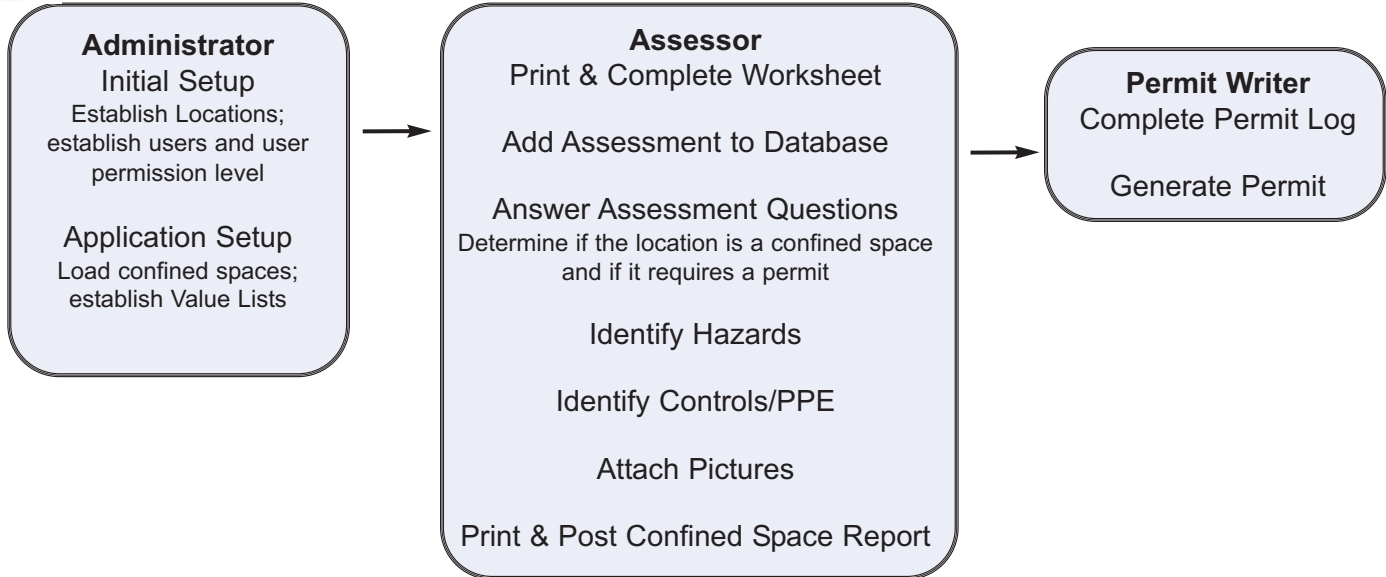 Administrator
Initial Setup
Establish Locations;
establish users and user
permission level
Application Setup
Load confined spaces;
establish Value Lists
Assessor
Print & Complete Worksheet
Add Assessment to Database
Answer Assessment Questions
Determine if the location is a confined space
and if it requires a permit
Identify Hazards
Identify Controls/PPE
Attach Pictures
Print & Post Confined Space Report
Permit Writer
Complete Permit Log
Generate Permit